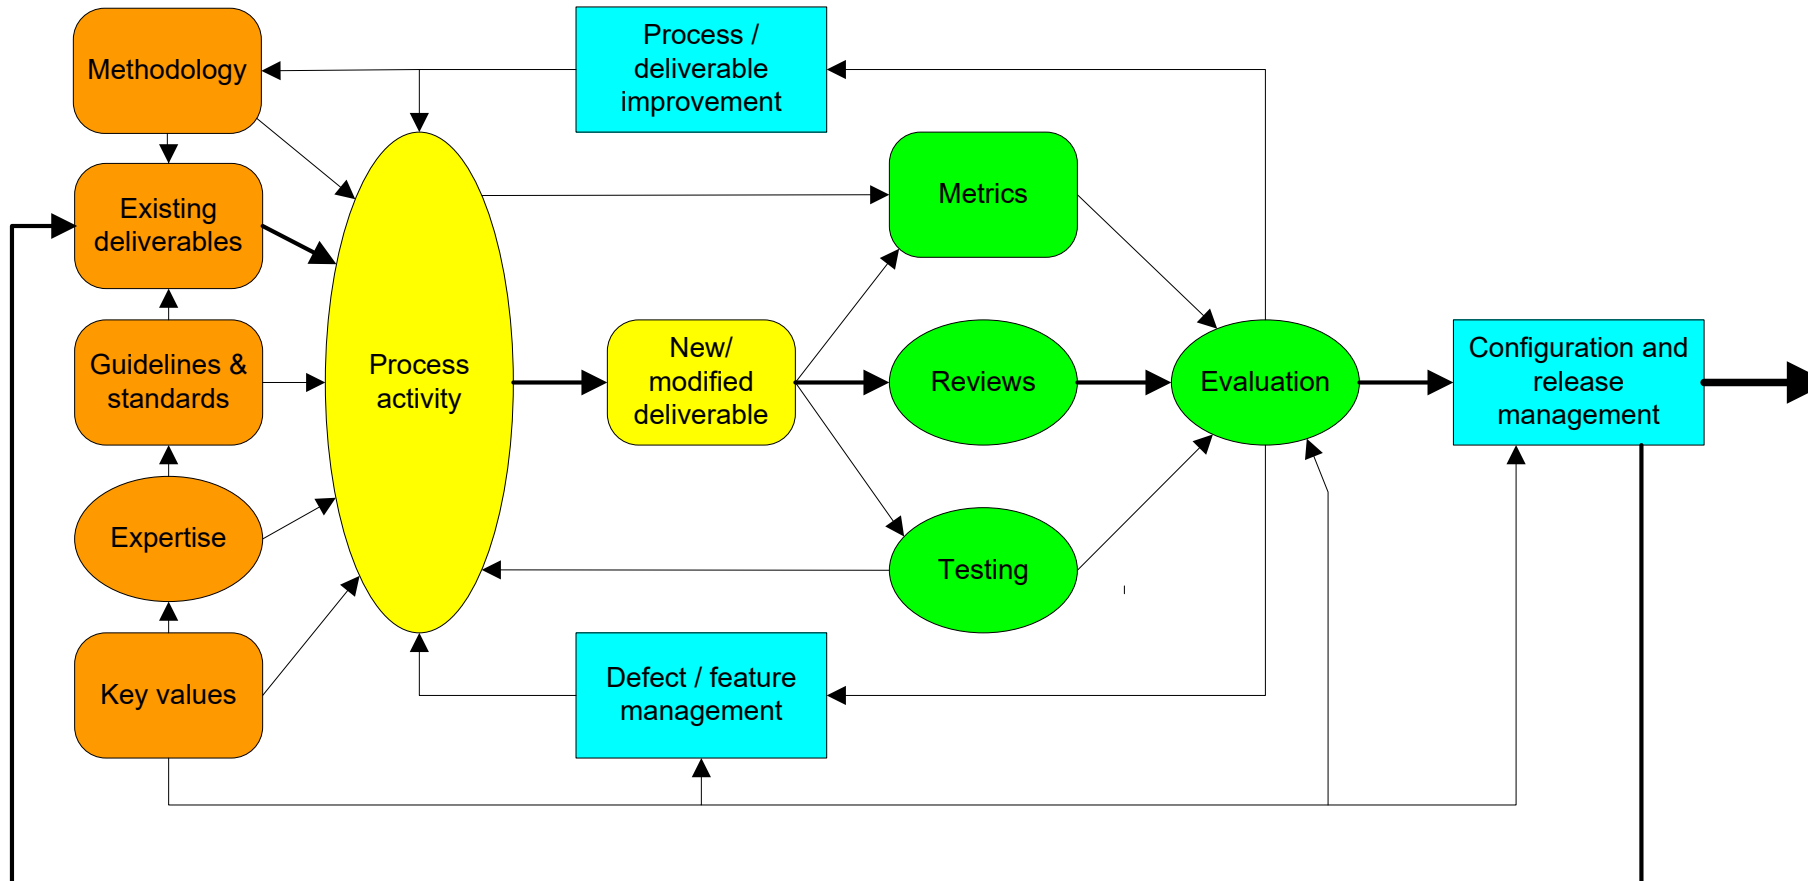 Methodology
Process /
deliverable
improvement
Existing
deliverables
Metrics
Guidelines &
standards
Process
activity
New/
modified
deliverable
Reviews
Evaluation
Configuration and
release
management
Expertise
Testing
Key values
Defect / feature
management